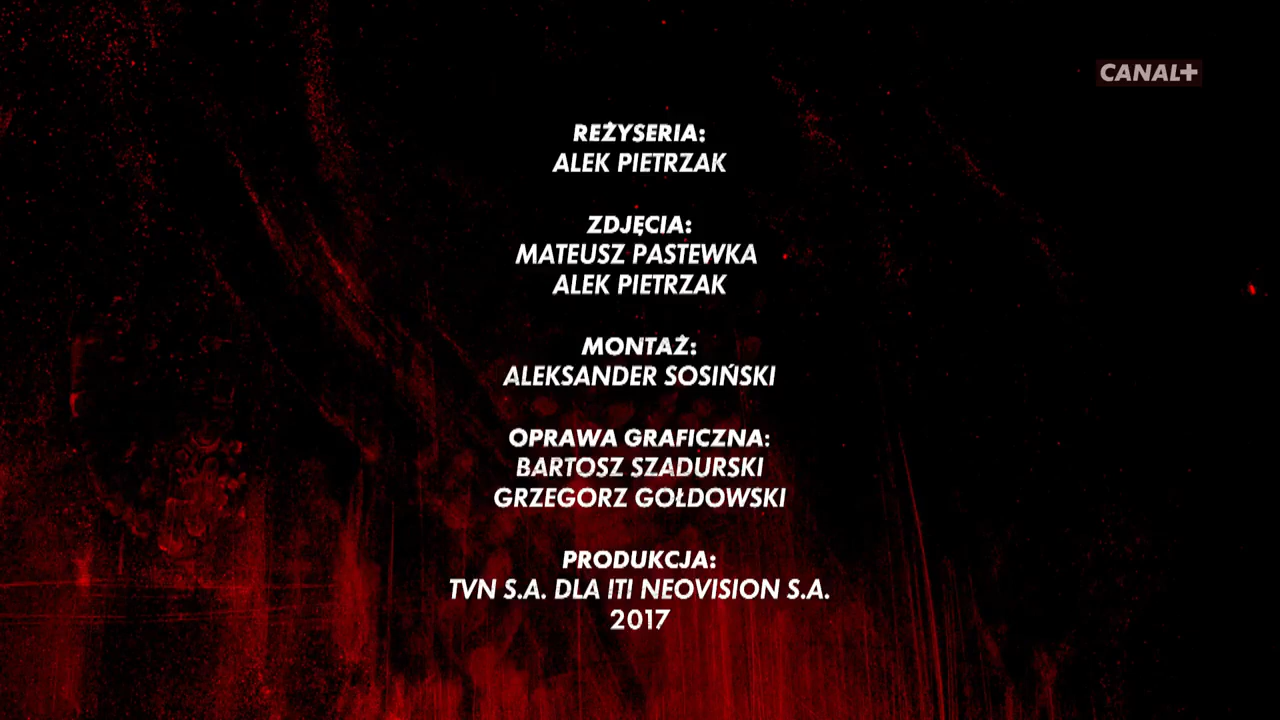 CANAL+
REŻYSERIA:
ALEK PIETRZAK
ZDJĘCIA:
MATEUSZ PASTEWKA
ALEK PIETRZAK
MONTAŻ:
ALEKSANDER SOSIŃSKI
OPRAWA GRAFICZNA:
BARTOSZ SZADURSKI
GRZEGORZ GOŁDOWSKI
PRODUKCJA:
TVN S.A. DLA ITI NEOVISION S.A.
2017